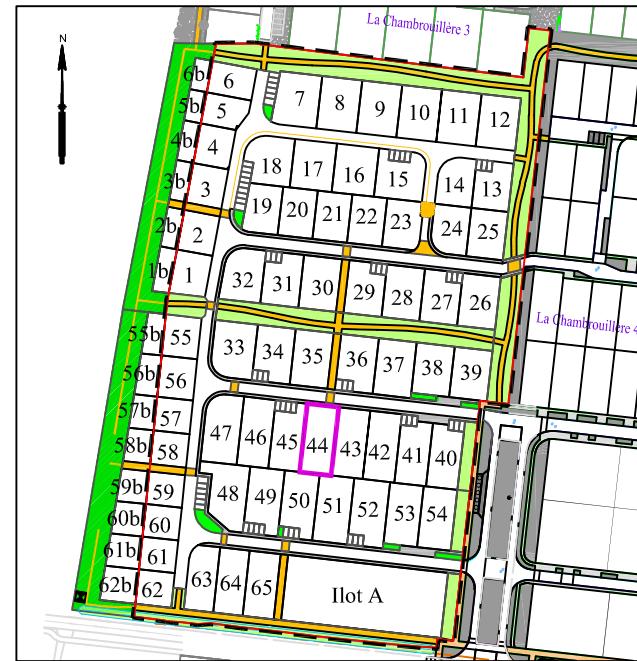 La Chambrouillère 3
N
6b 6 7 8 9 10 11 12
5b 5
4b 4 18 17 16 15 14 13
3b 3 19 20 21 22 23 24 25
2b 2
1b 1 32 31 30 29 28 27 26
La Chambrouillère 4
55b 55 33 34 35 36 37 38 39
56b 56
57b 57 47 46 45 44 43 42 41 40
58b 58
59b 59 48 49 50 51 52 53 54
60b 60
61b 61
62b 62 63 64 65 Ilot A